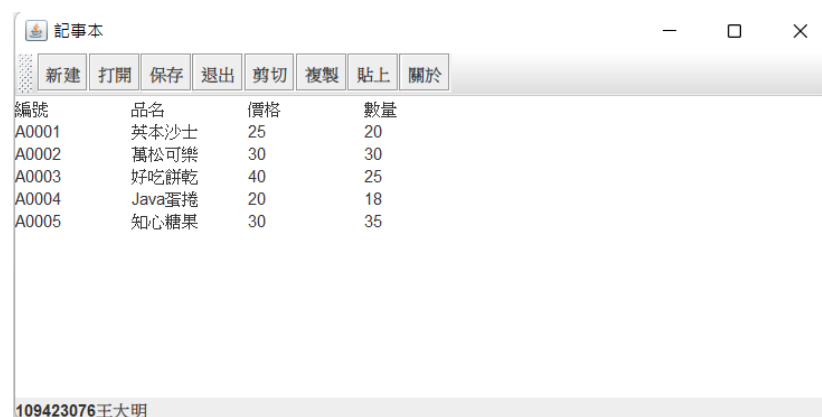 記事本
新建 打開 保存 退出 剪切 複製 貼上 關於
編號 品名 價格 數量
A0001 英本沙士 25 20
A0002 萬松可樂 30 30
A0003 好吃餅乾 40 25
A0004 Java蛋捲 20 18
A0005 知心糖果 30 35
109423076王大明